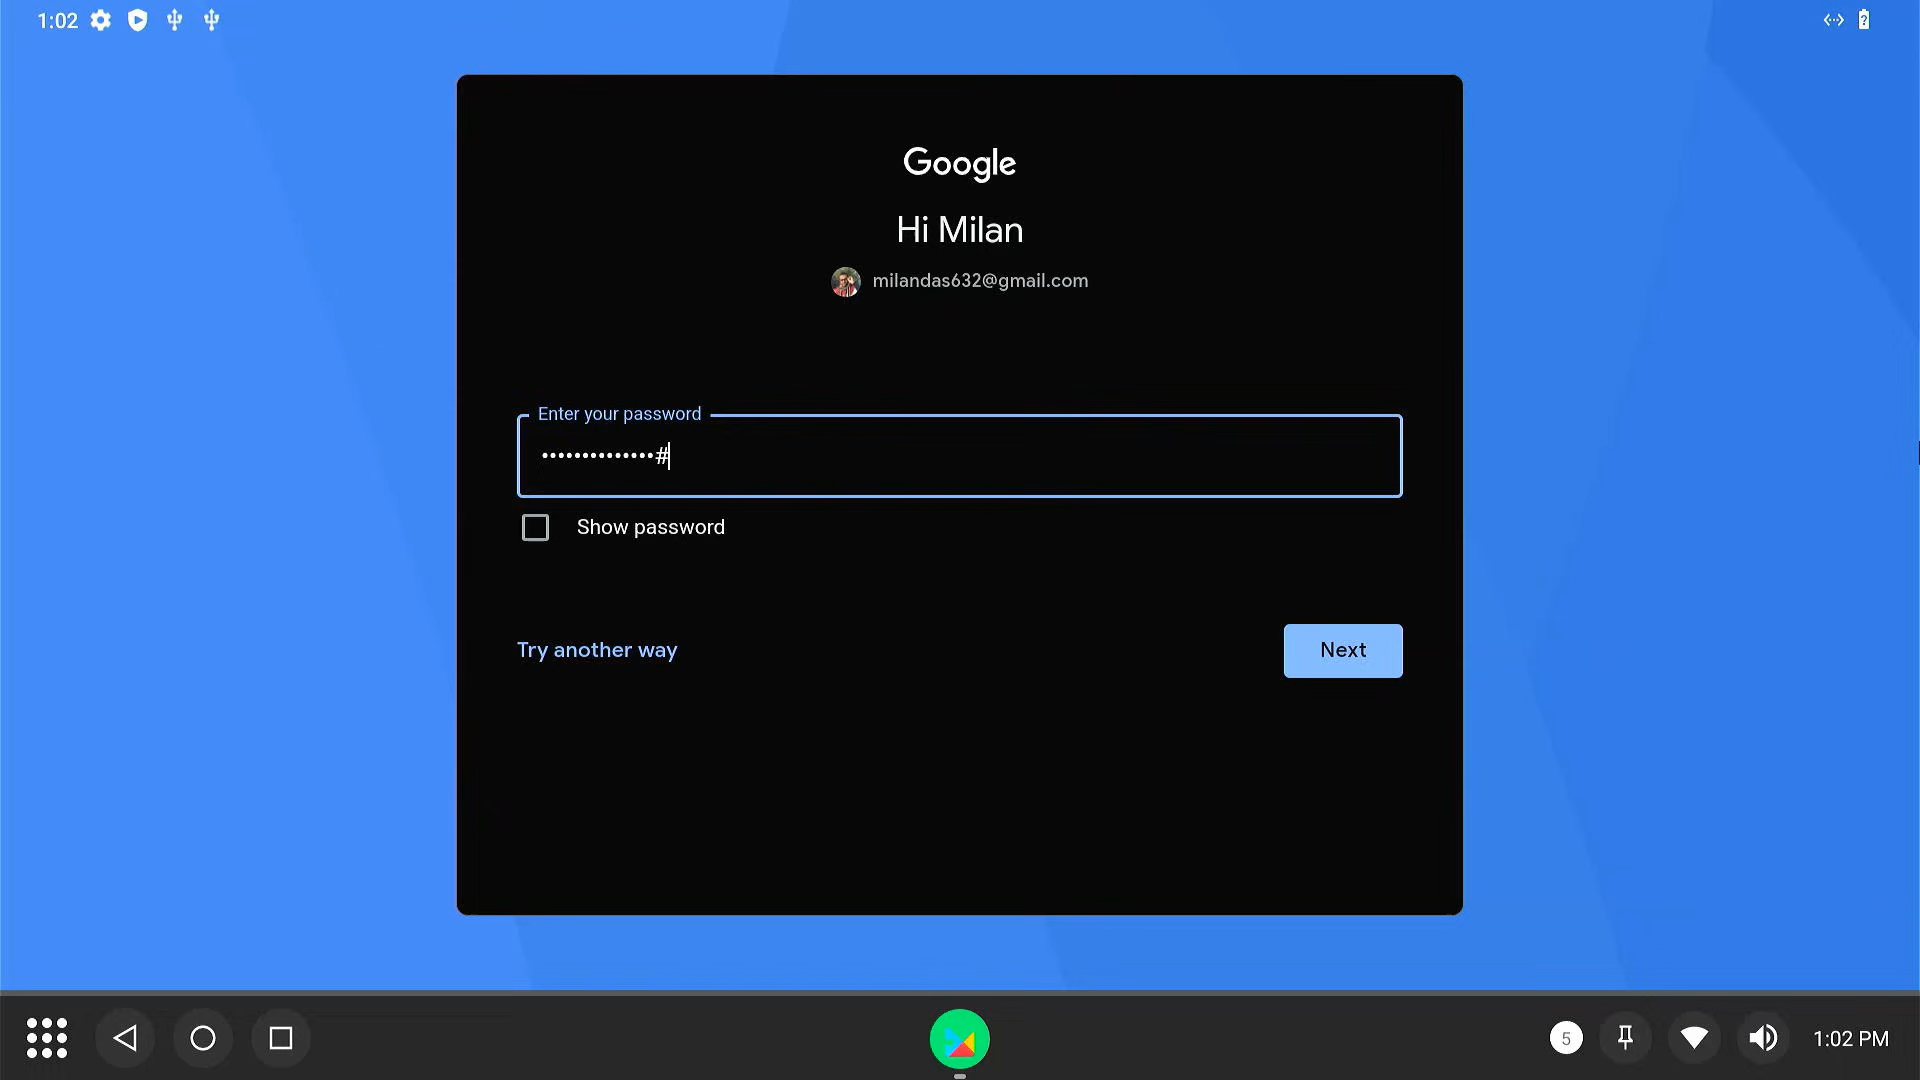 1:02
Google
Hi Milan
milandas632@gmail.com
Enter your password
••••••••••••••#
Show password
Try another way
Next
5
1:02 PM